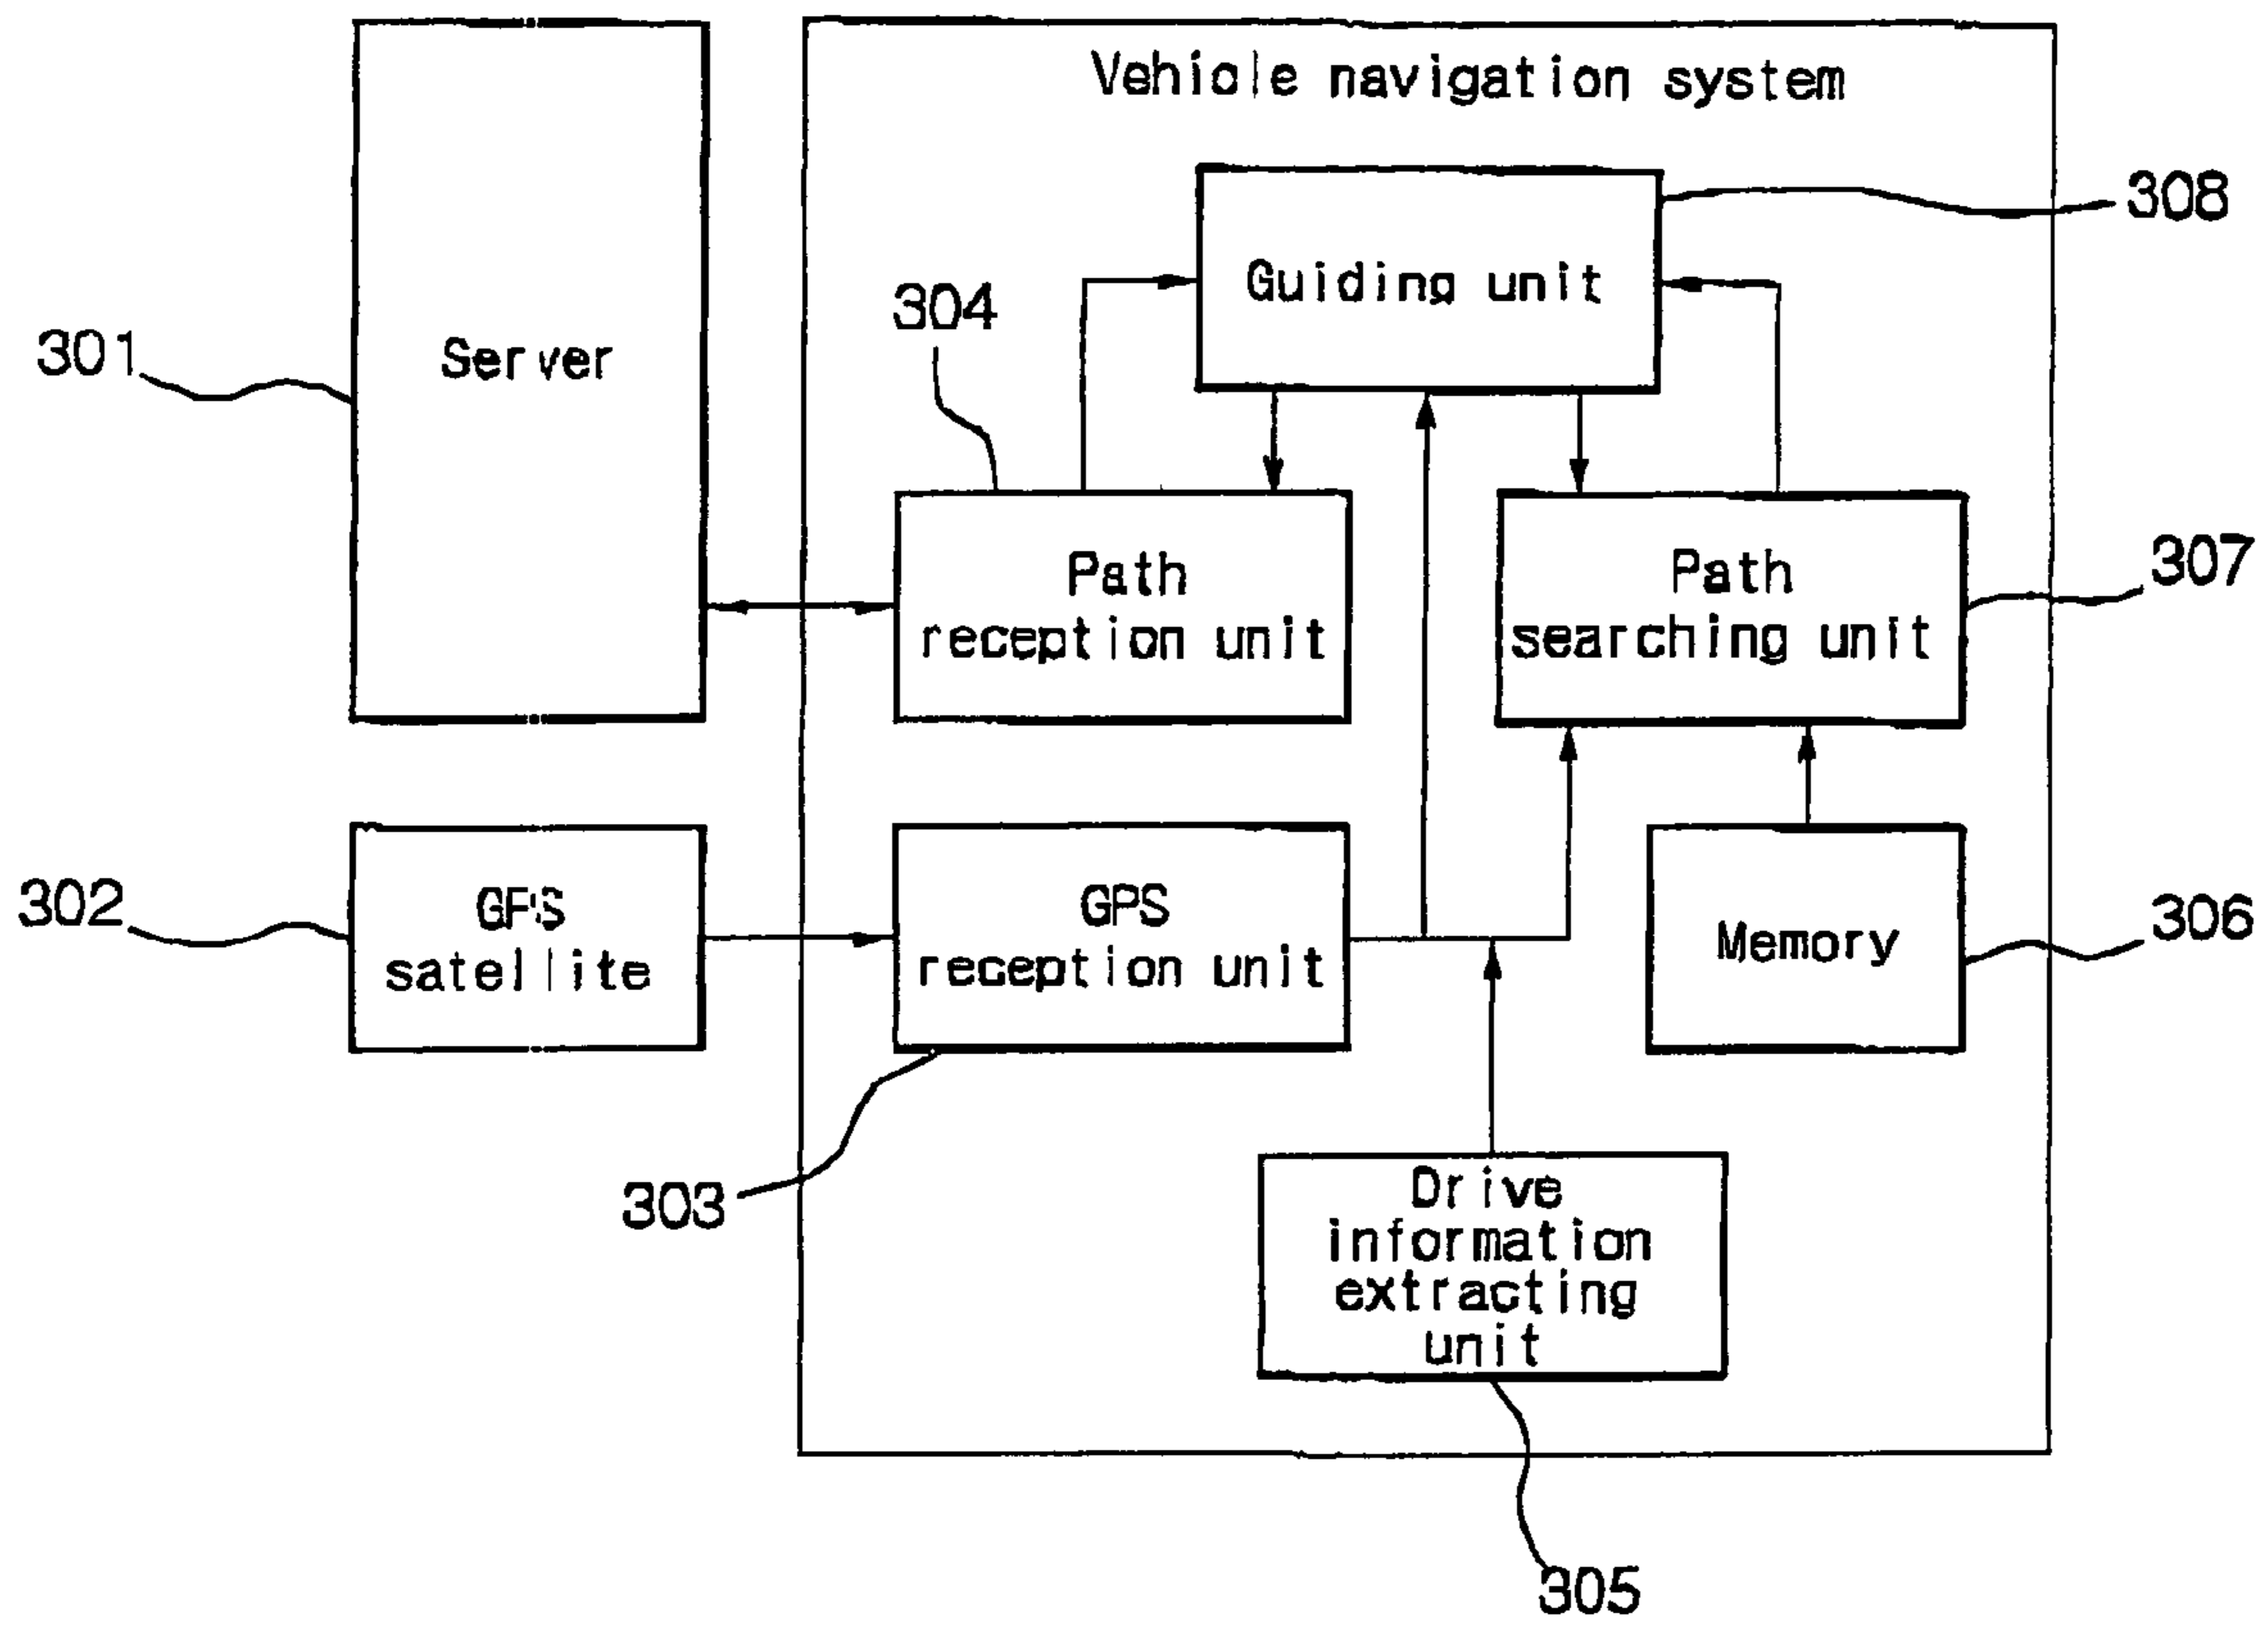 Vehicle navigation system
308
Guiding unit
304
301
Server
307
Path
reception unit
Path
searching unit
302
GPS
satellite
GPS
reception unit
306
Memory
303
Drive
information
extracting
unit
305